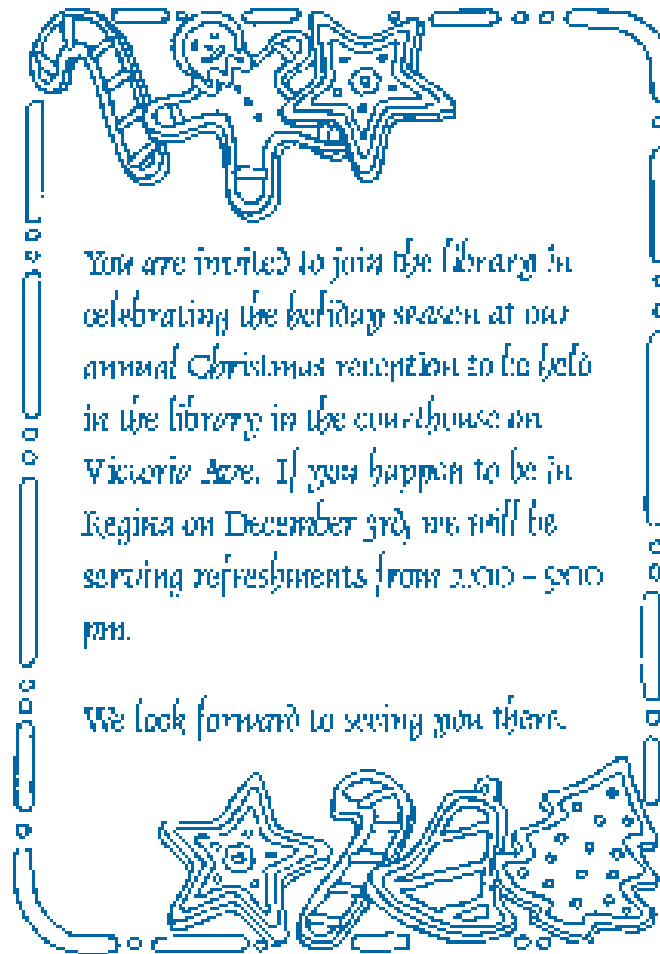 You are invited to join the library in
celebrating the holiday season at our
annual Christmas reception to be held
in the library in the courthouse on
Victoria Ave. If you happen to be in
Regina on December 3rd, we will be
serving refreshments from 2:00 – 5:00
pm.
We look forward to seeing you there.